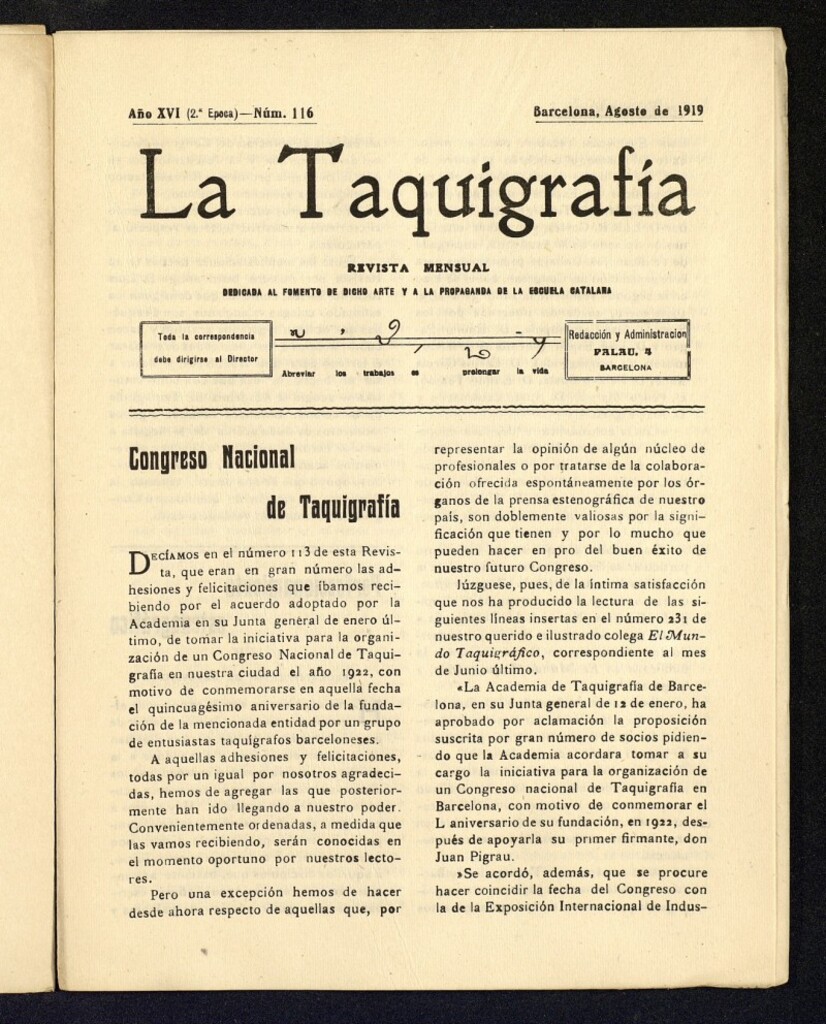 Año XVI (2.ª Epoca)—Núm. 116
Barcelona, Agosto de 1919
La Taquigrafía
REVISTA MENSUAL
DEDICADA AL FOMENTO DE DICHO ARTE Y A LA PROPAGANDA DE LA ESCUELA CATALANA
Toda la correspondencia
debe dirigirse al Director
Abreviar los trabajos es prolongar la vida
Redacción y Administracion
PALAU, 4
BARCELONA
Congreso Nacional
de Taquigrafía
DECÍAMOS en el número 113 de esta Revis-
ta, que eran en gran número las ad-
hesiones y felicitaciones que íbamos reci-
biendo por el acuerdo adoptado por la
Academia en su Junta general de enero úl-
timo, de tomar la iniciativa para la organi-
zación de un Congreso Nacional de Taqui-
grafía en nuestra ciudad el año 1922, con
motivo de conmemorarse en aquella fecha
el quincuagésimo aniversario de la funda-
ción de la mencionada entidad por un grupo
de entusiastas taquígrafos barceloneses.
A aquellas adhesiones y felicitaciones,
todas por un igual por nosotros agradeci-
das, hemos de agregar las que posterior-
mente han ido llegando a nuestro poder.
Convenientemente ordenadas, a medida que
las vamos recibiendo, serán conocidas en
el momento oportuno por nuestros lecto-
res.
Pero una excepción hemos de hacer
desde ahora respecto de aquellas que, por
representar la opinión de algún núcleo de
profesionales o por tratarse de la colabora-
ción ofrecida espontáneamente por los ór-
ganos de la prensa estenográfica de nuestro
país, son doblemente valiosas por la signi-
ficación que tienen y por lo mucho que
pueden hacer en pro del buen éxito de
nuestro futuro Congreso.
Júzguese, pues, de la íntima satisfacción
que nos ha producido la lectura de las si-
guientes líneas insertas en el número 231 de
nuestro querido e ilustrado colega El Mun-
do Taquigráfico, correspondiente al mes
de Junio último.
«La Academia de Taquigrafía de Barce-
lona, en su Junta general de 12 de enero, ha
aprobado por aclamación la proposición
suscrita por gran número de socios pidien-
do que la Academia acordara tomar a su
cargo la iniciativa para la organización de
un Congreso nacional de Taquigrafía en
Barcelona, con motivo de conmemorar el
L aniversario de su fundación, en 1922, des-
pués de apoyarla su primer firmante, don
Juan Pigrau.
»Se acordó, además, que se procure
hacer coincidir la fecha del Congreso con
la de la Exposición Internacional de Indus-